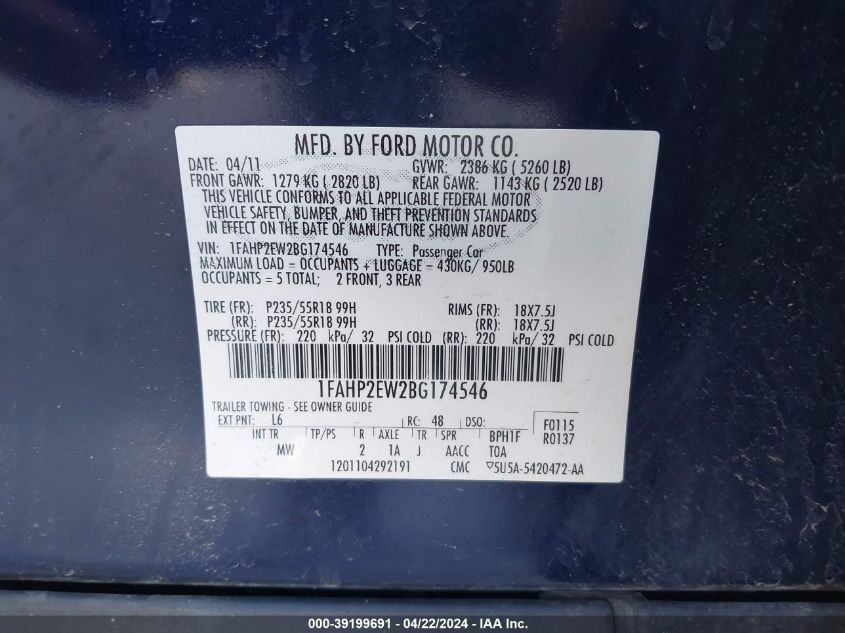 MFD. BY FORD MOTOR CO.
DATE: 04/11 GVWR: 2386 KG ( 5260 LB)
FRONT GAWR: 1279 KG ( 2820 LB) REAR GAWR: 1143 KG ( 2520 LB)
THIS VEHICLE CONFORMS TO ALL APPLICABLE FEDERAL MOTOR
VEHICLE SAFETY, BUMPER, AND THEFT PREVENTION STANDARDS
IN EFFECT ON THE DATE OF MANUFACTURE SHOWN ABOVE.
VIN: 1FAHP2EW2BG174546 TYPE: Passenger Car
MAXIMUM LOAD = OCCUPANTS + LUGGAGE = 430KG/ 950LB
OCCUPANTS = 5 TOTAL; 2 FRONT, 3 REAR
TIRE (FR): P235/55R18 99H RIMS (FR): 18X7.5J
(RR): P235/55R18 99H (RR): 18X7.5J
PRESSURE (FR): 220 kPa/ 32 PSI COLD (RR): 220 kPa/ 32 PSI COLD
1FAHP2EW2BG174546
TRAILER TOWING - SEE OWNER GUIDE
EXT PNT: L6 RC: 48 DSO: F0115
INT TR TP/PS R AXLE TR SPR BPH1F R0137
MW 2 1A J AACC TOA
1201104292191 CMC ▽5U5A-5420472-AA
000-39199691 - 04/22/2024 - IAA Inc.